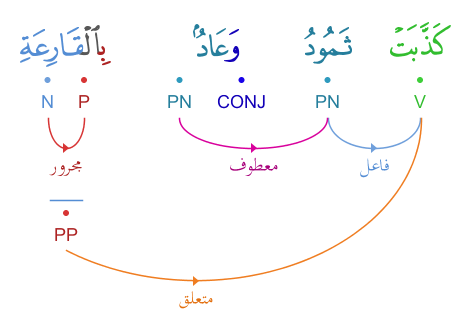 كَذَّبَتْ ثَمُودُ وَعَادٌۢ بِٱلْقَارِعَةِ
V PN CONJ PN P N
فاعل معطوف مجرور
PP
متعلق